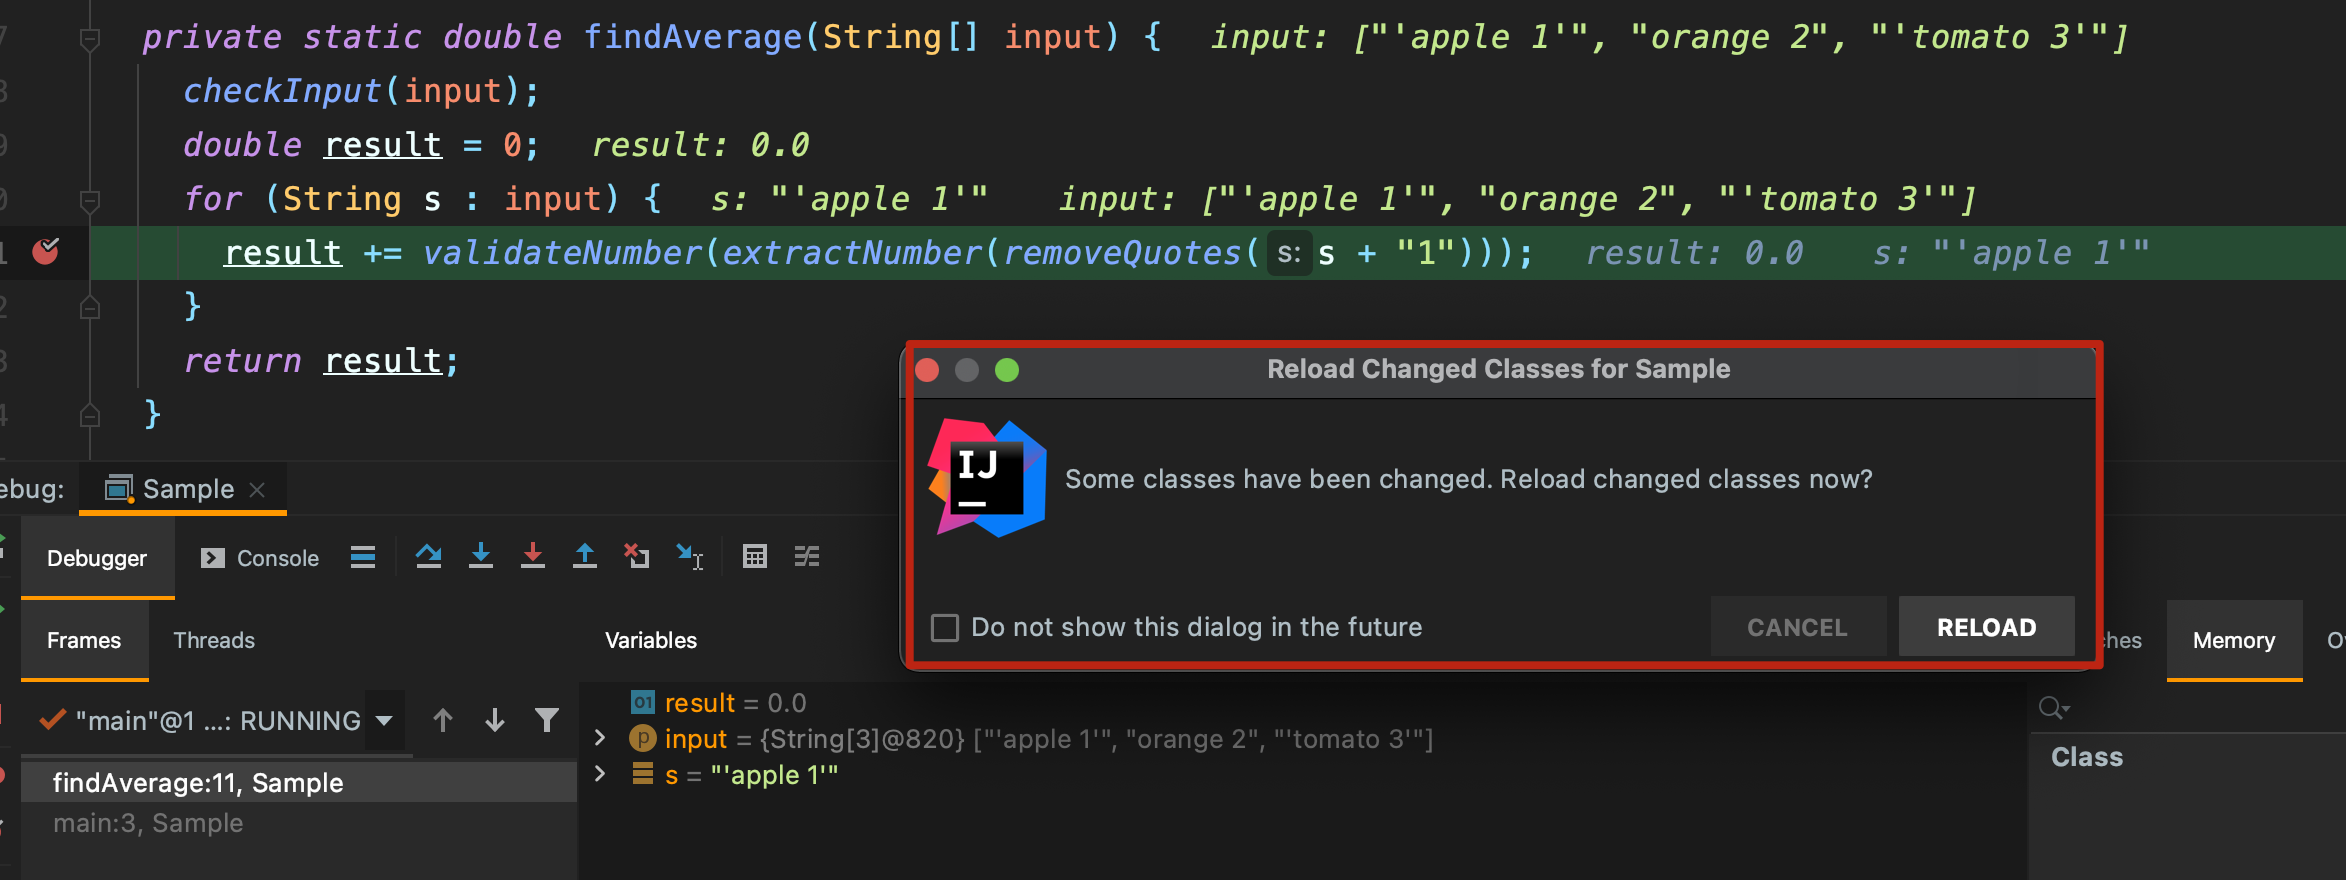 private static double findAverage(String[] input) { input: ["'apple 1'", "orange 2", "'tomato 3'"]
checkInput(input);
double result = 0; result: 0.0
for (String s : input) { s: "'apple 1'" input: ["'apple 1'", "orange 2", "'tomato 3'"]
result += validateNumber(extractNumber(removeQuotes( s: s + "1"))); result: 0.0 s: "'apple 1'"
}
return result;
}
Reload Changed Classes for Sample
IJ
Some classes have been changed. Reload changed classes now?
Do not show this dialog in the future
CANCEL
RELOAD
ebug:
Sample
Debugger
Console
Frames
Threads
Variables
ches
Memory
"main"@1 ...: RUNNING
01 result = 0.0
p input = {String[3]@820} ["'apple 1'", "orange 2", "'tomato 3'"]
s = "'apple 1'"
findAverage:11, Sample
main:3, Sample
Class